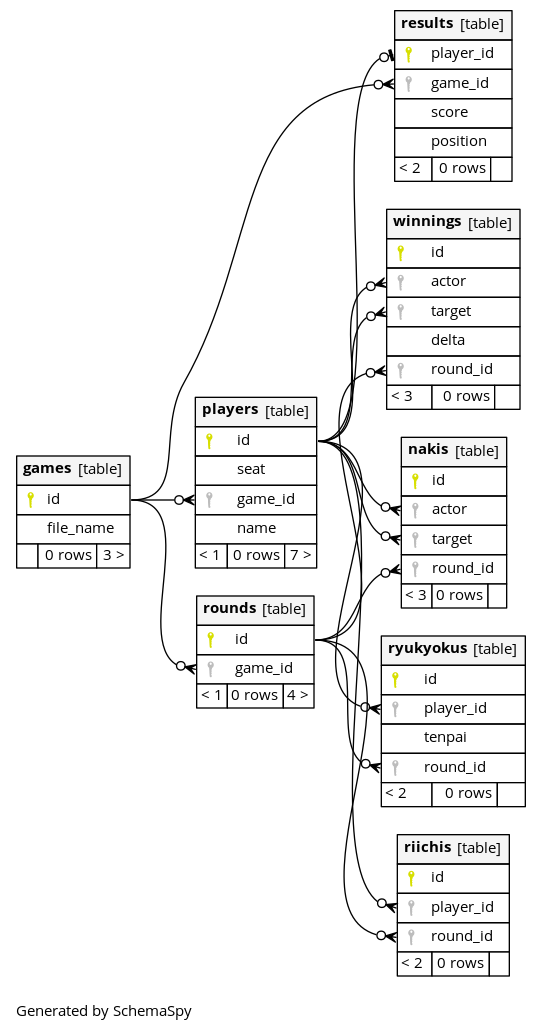 results [table]
player_id
game_id
score
position
< 2 0 rows
winnings [table]
id
actor
target
delta
round_id
< 3 0 rows
players [table]
id
seat
game_id
name
< 1 0 rows 7 >
games [table]
id
file_name
0 rows 3 >
nakis [table]
id
actor
target
round_id
< 3 0 rows
rounds [table]
id
game_id
< 1 0 rows 4 >
ryukyokus [table]
id
player_id
tenpai
round_id
< 2 0 rows
riichis [table]
id
player_id
round_id
< 2 0 rows
Generated by SchemaSpy